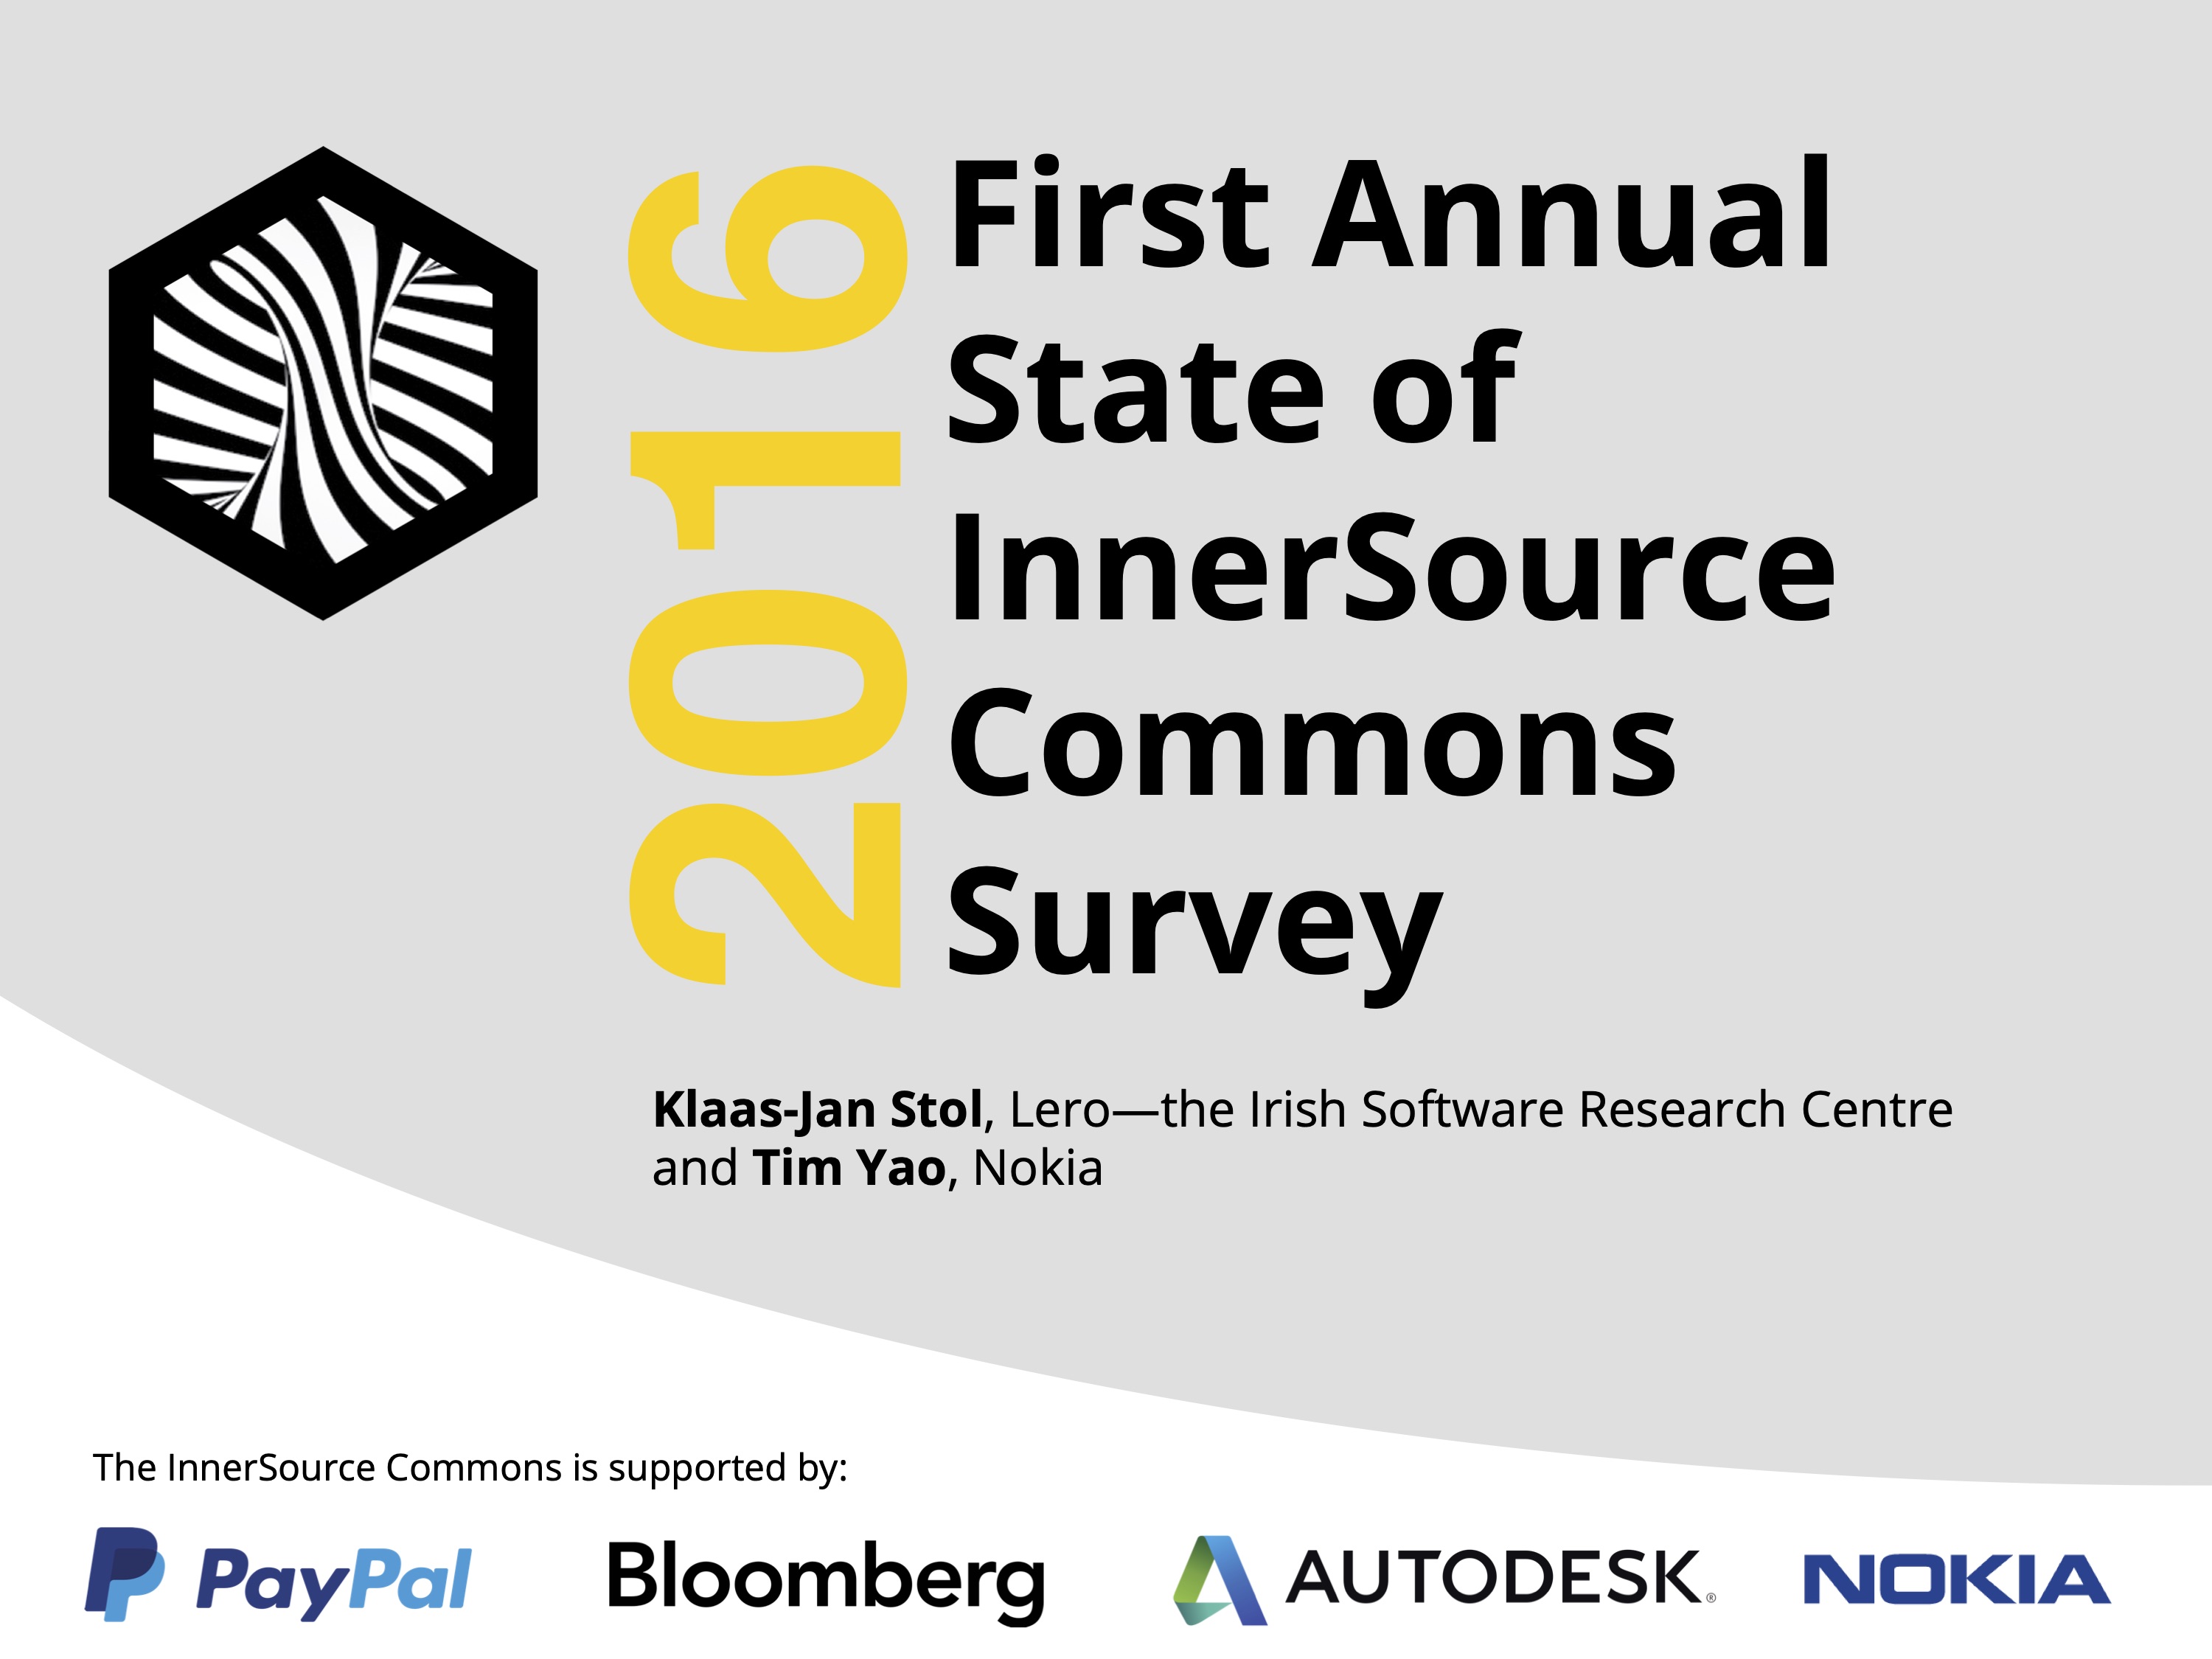 2016
First Annual
State of
InnerSource
Commons
Survey
Klaas-Jan Stol, Lero—the Irish Software Research Centre
and Tim Yao, Nokia
The InnerSource Commons is supported by:
PayPal
Bloomberg
AUTODESK®
NOKIA